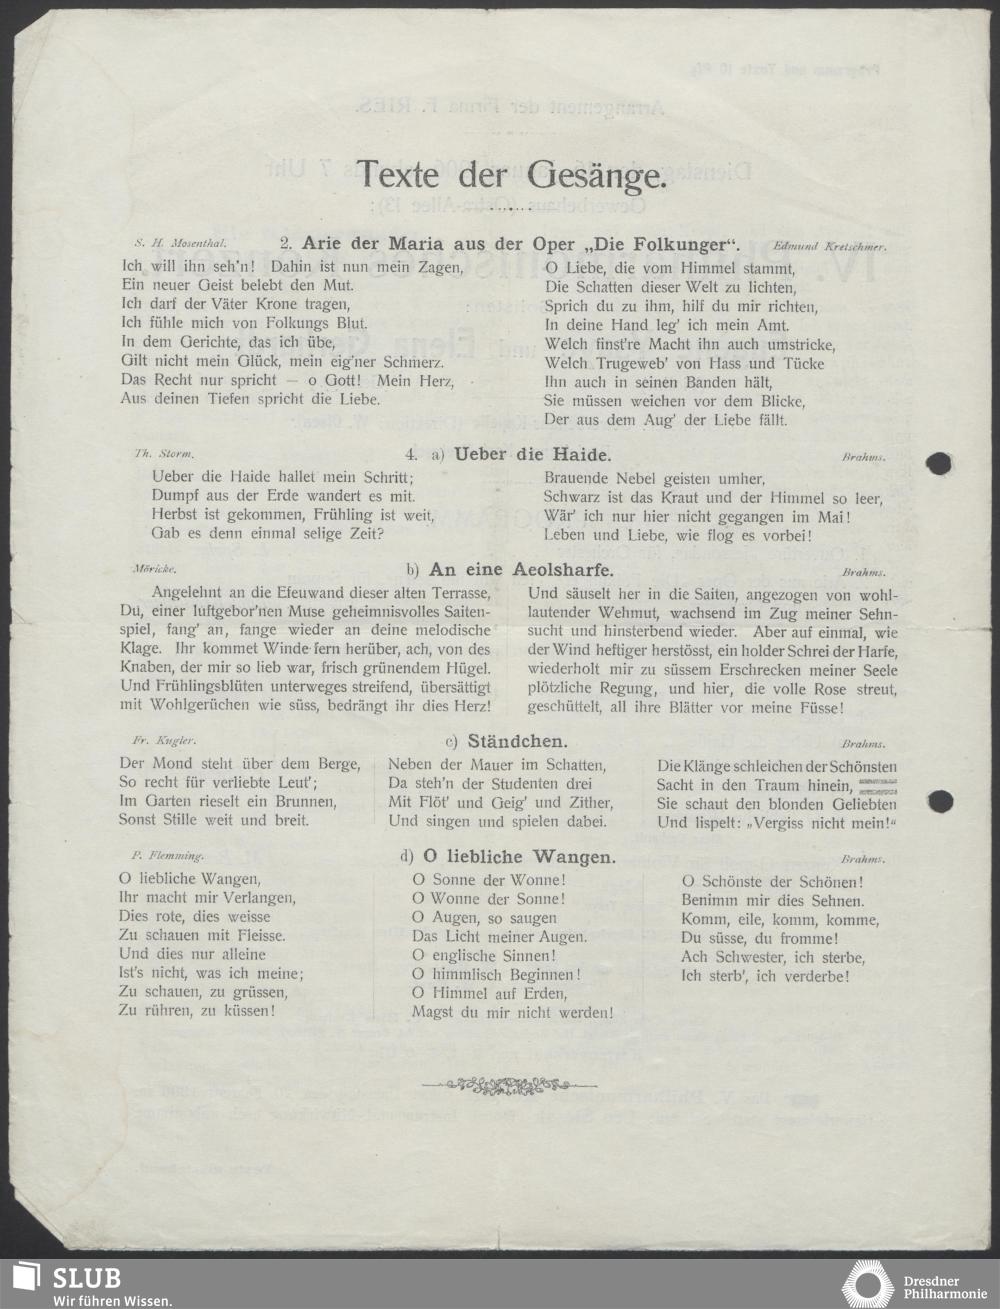 Texte der Gesänge.
S. H. Mosenthal. 2. Arie der Maria aus der Oper „Die Folkunger“. Edmund Kretschmer.
Ich will ihn seh'n! Dahin ist nun mein Zagen,
Ein neuer Geist belebt den Mut.
Ich darf der Väter Krone tragen,
Ich fühle mich von Folkungs Blut.
In dem Gerichte, das ich übe,
Gilt nicht mein Glück, mein eig'ner Schmerz.
Das Recht nur spricht — o Gott! Mein Herz,
Aus deinen Tiefen spricht die Liebe.
O Liebe, die vom Himmel stammt,
Die Schatten dieser Welt zu lichten,
Sprich du zu ihm, hilf du mir richten,
In deine Hand leg' ich mein Amt.
Welch finst're Macht ihn auch umstricke,
Welch Trugeweb' von Hass und Tücke
Ihn auch in seinen Banden hält,
Sie müssen weichen vor dem Blicke,
Der aus dem Aug' der Liebe fällt.
Th. Storm. 4. a) Ueber die Haide. Brahms.
Ueber die Haide hallet mein Schritt;
Dumpf aus der Erde wandert es mit.
Herbst ist gekommen, Frühling ist weit,
Gab es denn einmal selige Zeit?
Brauende Nebel geisten umher,
Schwarz ist das Kraut und der Himmel so leer,
Wär' ich nur hier nicht gegangen im Mai!
Leben und Liebe, wie flog es vorbei!
Möricke. b) An eine Aeolsharfe. Brahms.
Angelehnt an die Efeuwand dieser alten Terrasse,
Du, einer luftgebor'nen Muse geheimnisvolles Saiten-
spiel, fang' an, fange wieder an deine melodische
Klage. Ihr kommet Winde fern herüber, ach, von des
Knaben, der mir so lieb war, frisch grünendem Hügel.
Und Frühlingsblüten unterweges streifend, übersättigt
mit Wohlgerüchen wie süss, bedrängt ihr dies Herz!
Und säuselt her in die Saiten, angezogen von wohl-
lautender Wehmut, wachsend im Zug meiner Sehn-
sucht und hinsterbend wieder. Aber auf einmal, wie
der Wind heftiger herstösst, ein holder Schrei der Harfe,
wiederholt mir zu süssem Erschrecken meiner Seele
plötzliche Regung, und hier, die volle Rose streut,
geschüttelt, all ihre Blätter vor meine Füsse!
Fr. Kugler. c) Ständchen. Brahms.
Der Mond steht über dem Berge,
So recht für verliebte Leut';
Im Garten rieselt ein Brunnen,
Sonst Stille weit und breit.
Neben der Mauer im Schatten,
Da steh'n der Studenten drei
Mit Flöt' und Geig' und Zither,
Und singen und spielen dabei.
Die Klänge schleichen der Schönsten
Sacht in den Traum hinein,
Sie schaut den blonden Geliebten
Und lispelt: „Vergiss nicht mein!“
P. Flemming. d) O liebliche Wangen. Brahms.
O liebliche Wangen,
Ihr macht mir Verlangen,
Dies rote, dies weisse
Zu schauen mit Fleisse.
Und dies nur alleine
Ist's nicht, was ich meine;
Zu schauen, zu grüssen,
Zu rühren, zu küssen!
O Sonne der Wonne!
O Wonne der Sonne!
O Augen, so saugen
Das Licht meiner Augen.
O englische Sinnen!
O himmlisch Beginnen!
O Himmel auf Erden,
Magst du mir nicht werden!
O Schönste der Schönen!
Benimm mir dies Sehnen.
Komm, eile, komm, komme,
Du süsse, du fromme!
Ach Schwester, ich sterbe,
Ich sterb', ich verderbe!
SLUB
Wir führen Wissen.
Dresdner
Philharmonie